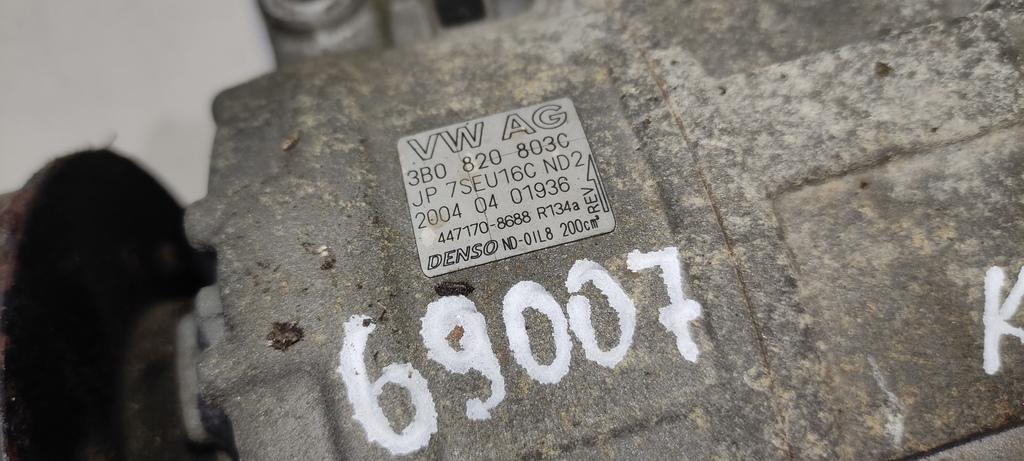 VW AG
3B0 820 803C
JP 7SEU16C ND2
2004 04 01936
447170-8688 R134a
REV
DENSO ND-OIL8 200cm³
69007
K